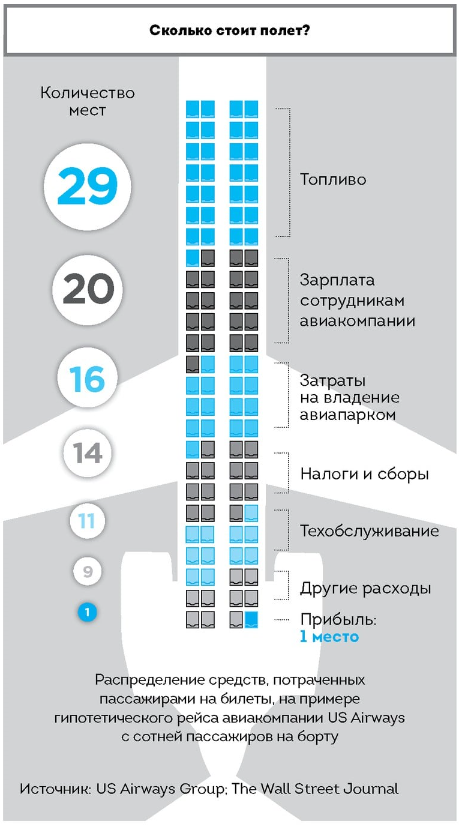 Сколько стоит полет?
Количество
мест
29
Топливо
20
Зарплата
сотрудникам
авиакомпании
16
Затраты
на владение
авиапарком
14
Налоги и сборы
11
Техобслуживание
9
Другие расходы
1
Прибыль:
1 место
Распределение средств, потраченных
пассажирами на билеты, на примере
гипотетического рейса авиакомпании US Airways
с сотней пассажиров на борту
Источник: US Airways Group; The Wall Street Journal